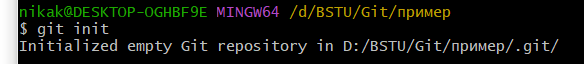 nikak@DESKTOP-OGHBF9E MINGW64 /d/BSTU/Git/пример
$ git init
Initialized empty Git repository in D:/BSTU/Git/пример/.git/